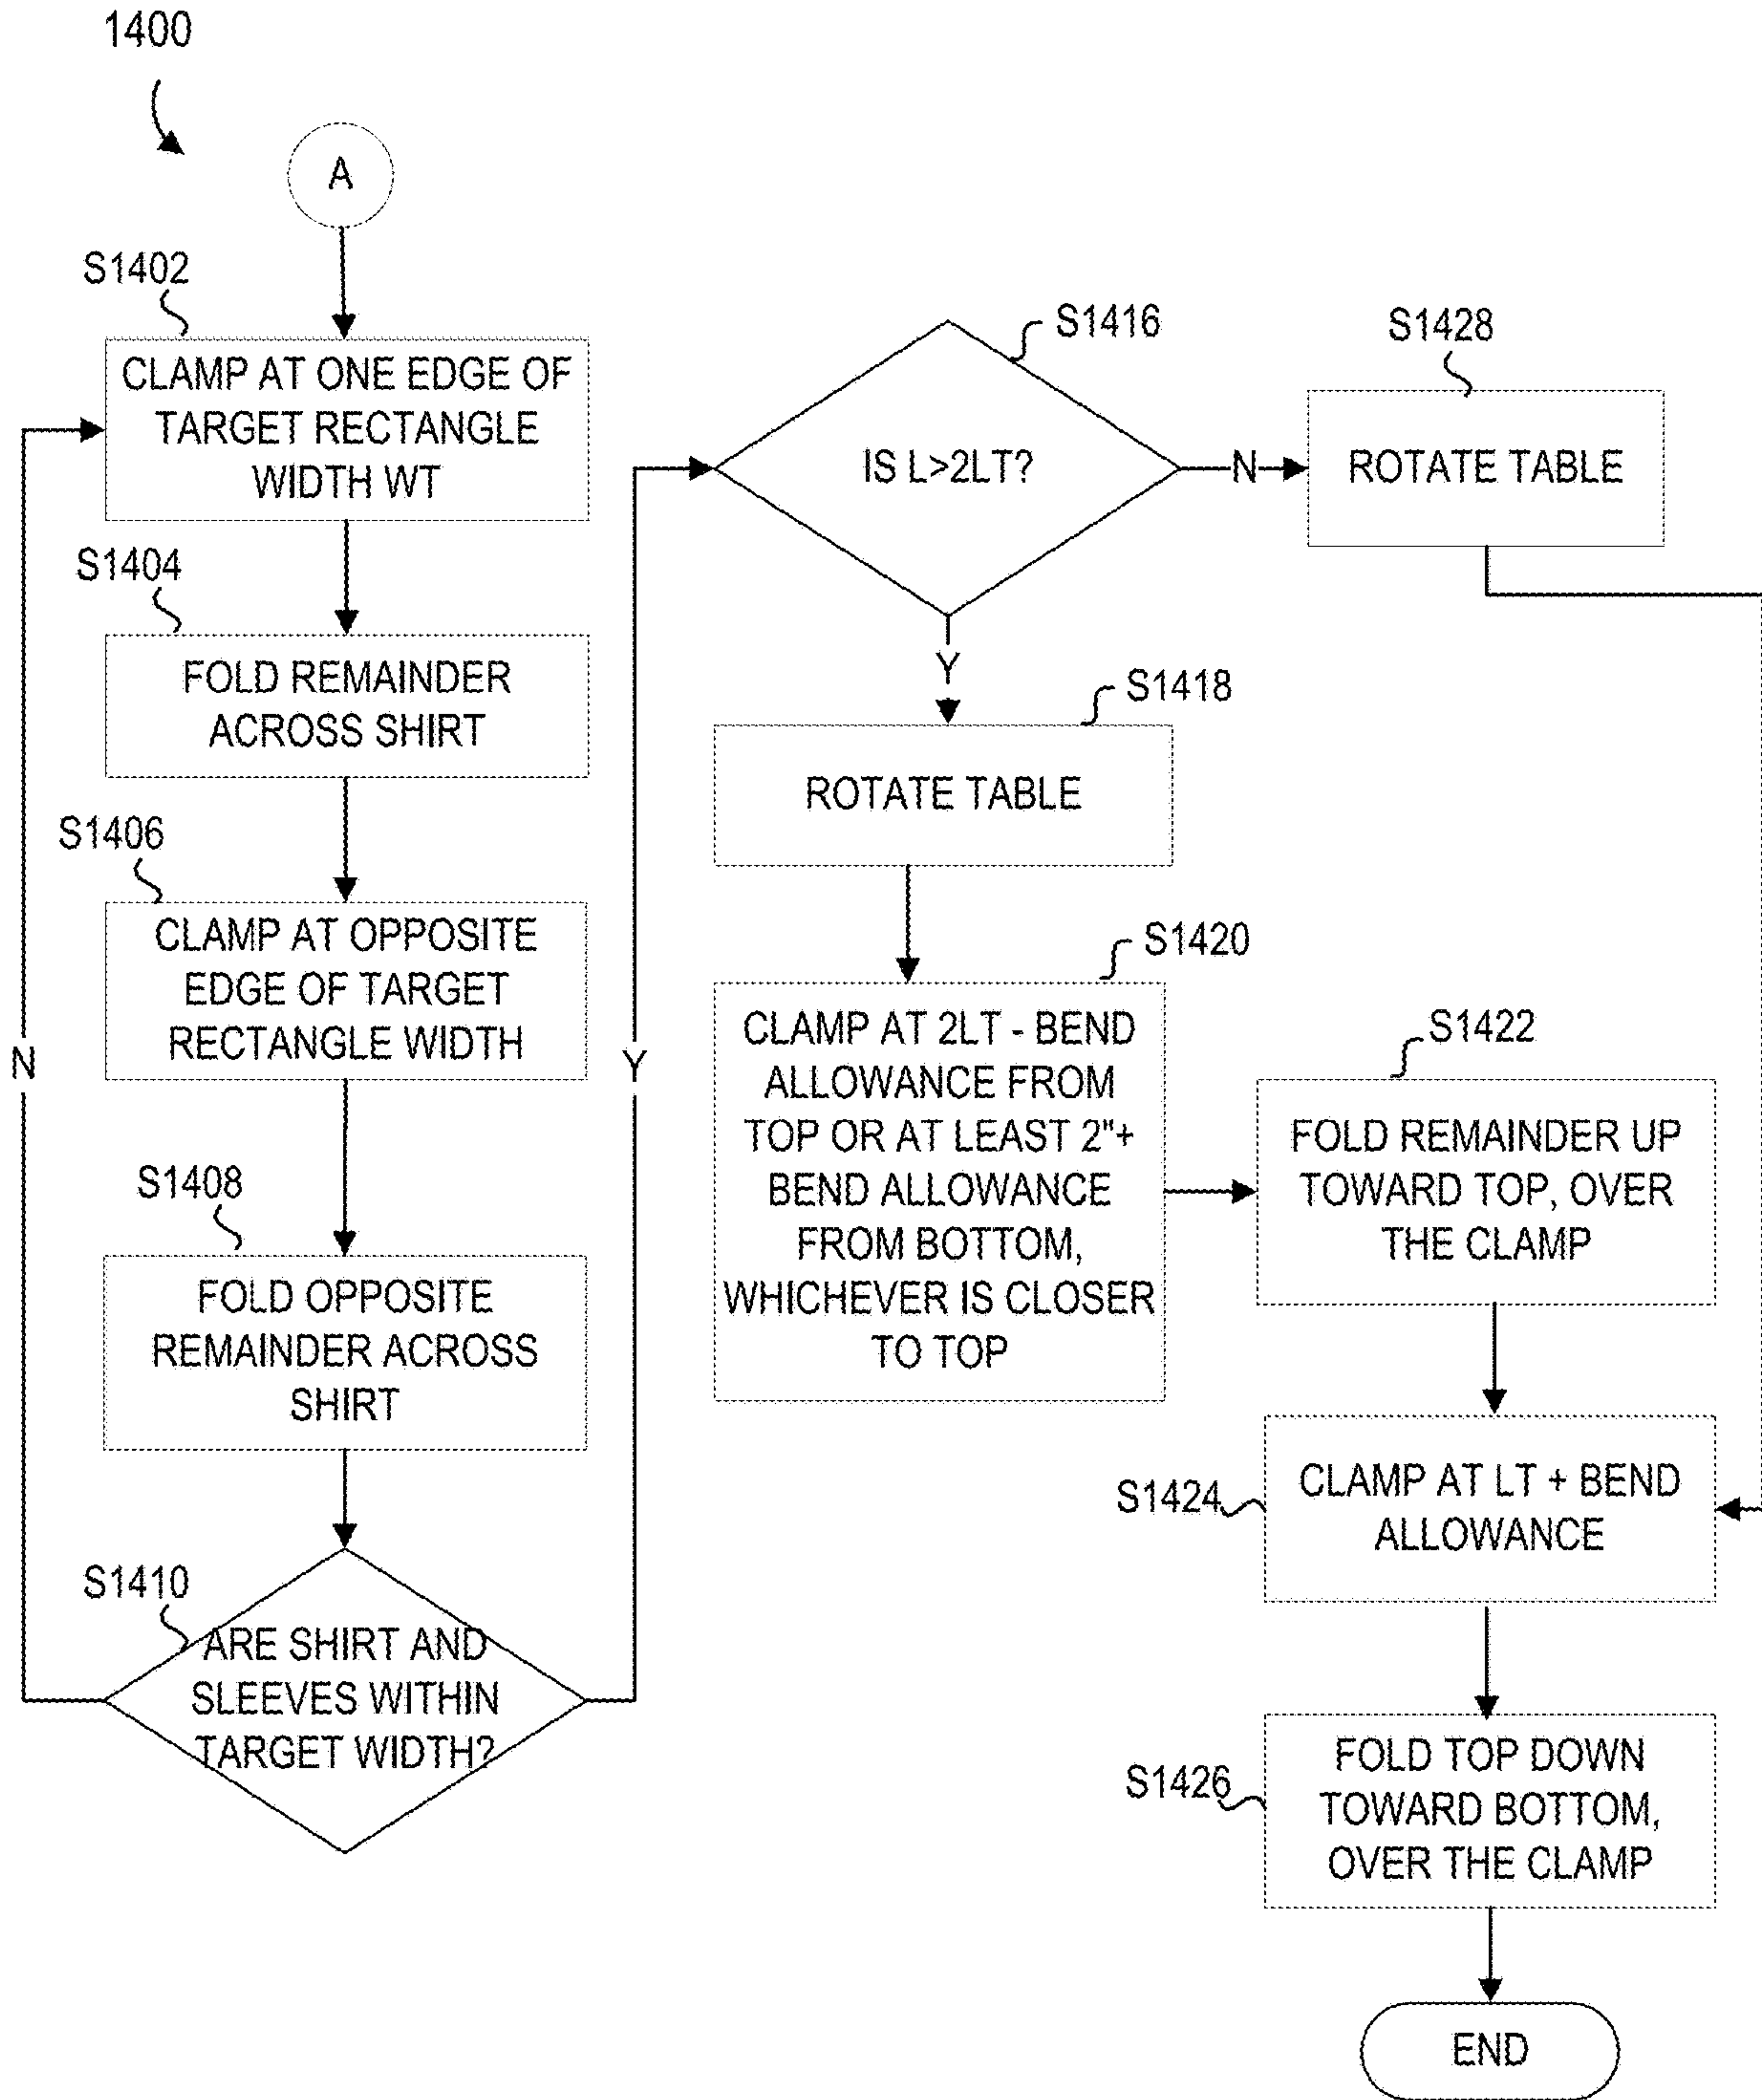 1400
A
S1402
CLAMP AT ONE EDGE OF
TARGET RECTANGLE
WIDTH WT
S1404
FOLD REMAINDER
ACROSS SHIRT
S1406
CLAMP AT OPPOSITE
EDGE OF TARGET
RECTANGLE WIDTH
S1408
FOLD OPPOSITE
REMAINDER ACROSS
SHIRT
S1410
ARE SHIRT AND
SLEEVES WITHIN
TARGET WIDTH?
N
Y
S1416
IS L>2LT?
N
Y
S1428
ROTATE TABLE
S1418
ROTATE TABLE
S1420
CLAMP AT 2LT - BEND
ALLOWANCE FROM
TOP OR AT LEAST 2"+
BEND ALLOWANCE
FROM BOTTOM,
WHICHEVER IS CLOSER
TO TOP
S1422
FOLD REMAINDER UP
TOWARD TOP, OVER
THE CLAMP
S1424
CLAMP AT LT + BEND
ALLOWANCE
S1426
FOLD TOP DOWN
TOWARD BOTTOM,
OVER THE CLAMP
END